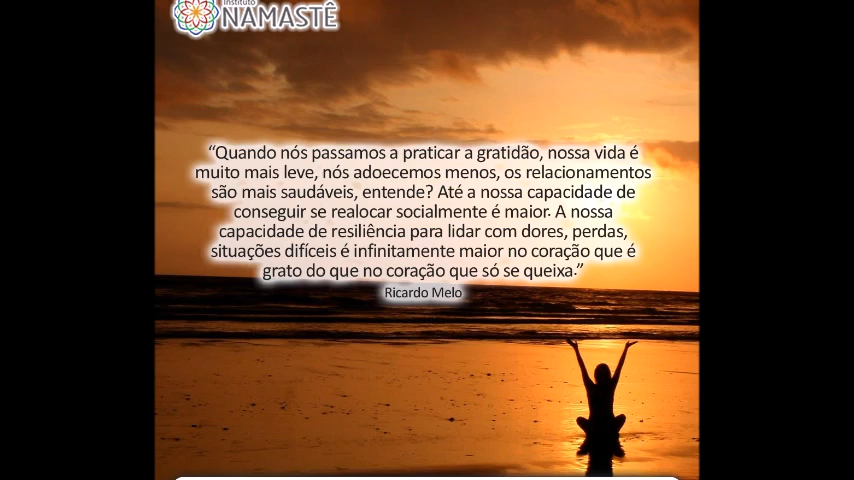 Instituto
NAMASTÊ
“Quando nós passamos a praticar a gratidão, nossa vida é
muito mais leve, nós adoecemos menos, os relacionamentos
são mais saudáveis, entende? Até a nossa capacidade de
conseguir se realocar socialmente é maior. A nossa
capacidade de resiliência para lidar com dores, perdas,
situações difíceis é infinitamente maior no coração que é
grato do que no coração que só se queixa.”
Ricardo Melo